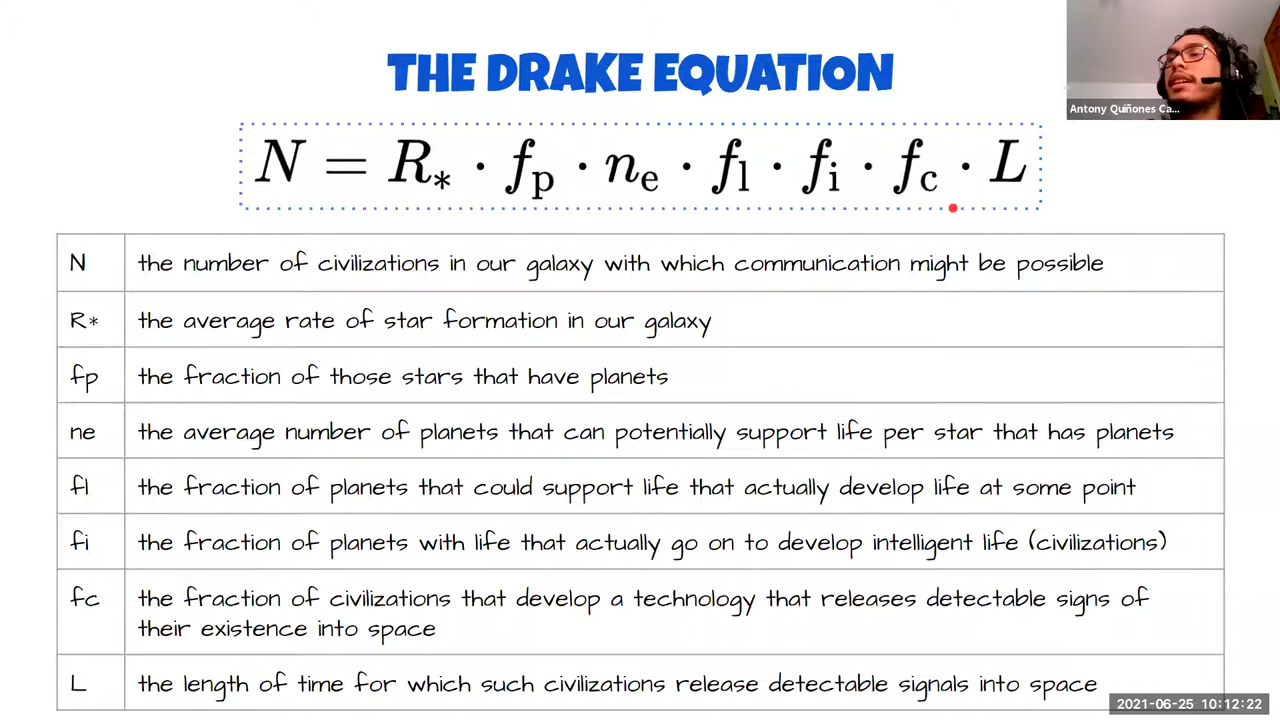 THE DRAKE EQUATION
Antony Quiñones Ca...
N = R* · fp · ne · fl · fi · fc · L
N the number of civilizations in our galaxy with which communication might be possible
R* the average rate of star formation in our galaxy
fp the fraction of those stars that have planets
ne the average number of planets that can potentially support life per star that has planets
fl the fraction of planets that could support life that actually develop life at some point
fi the fraction of planets with life that actually go on to develop intelligent life (civilizations)
fc the fraction of civilizations that develop a technology that releases detectable signs of
their existence into space
L the length of time for which such civilizations release detectable signals into space
2021-06-25 10:12:22